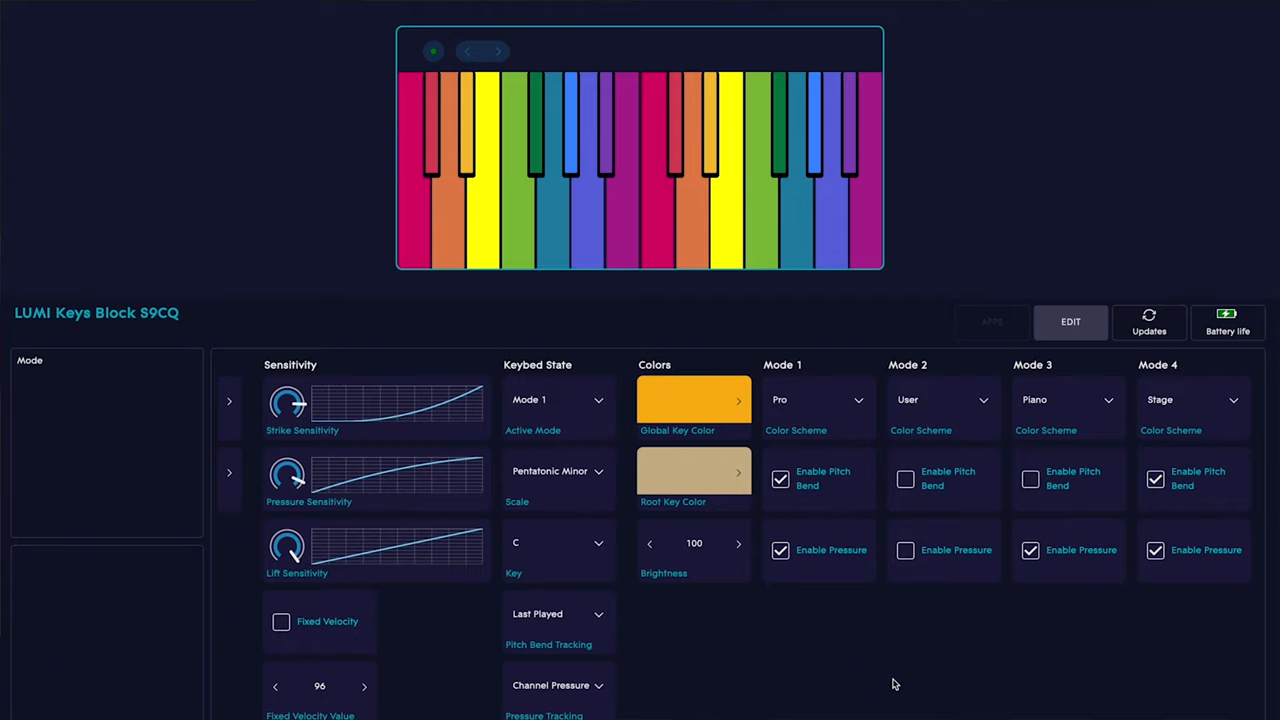 LUMI Keys Block S9CQ
APPS
EDIT
Updates
Battery life
Mode
Sensitivity
Keybed State
Colors
Mode 1
Mode 2
Mode 3
Mode 4
Strike Sensitivity
Mode 1
Active Mode
Global Key Color
Pro
Color Scheme
User
Color Scheme
Piano
Color Scheme
Stage
Color Scheme
Pressure Sensitivity
Pentatonic Minor
Scale
Root Key Color
Enable Pitch
Bend
Enable Pitch
Bend
Enable Pitch
Bend
Enable Pitch
Bend
Lift Sensitivity
C
Key
100
Brightness
Enable Pressure
Enable Pressure
Enable Pressure
Enable Pressure
Fixed Velocity
Last Played
Pitch Bend Tracking
96
Fixed Velocity Value
Channel Pressure
Pressure Tracking